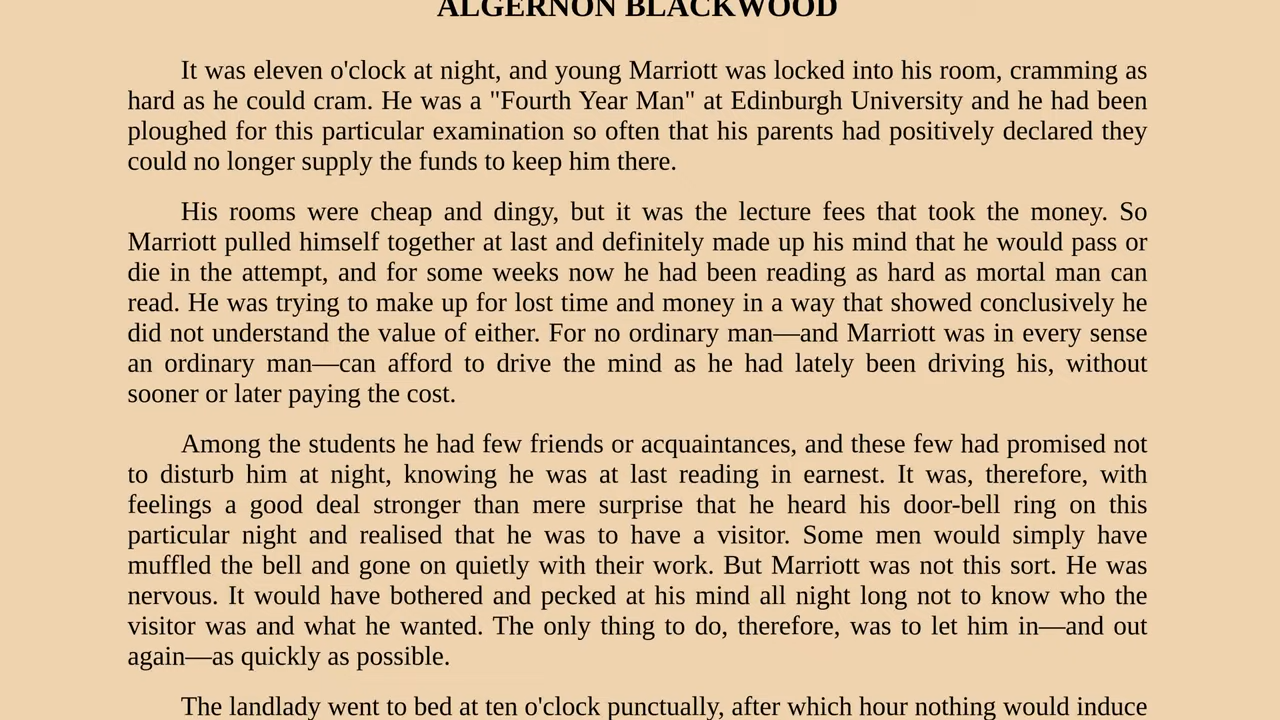 ALGERNON BLACKWOOD
It was eleven o'clock at night, and young Marriott was locked into his room, cramming as
hard as he could cram. He was a "Fourth Year Man" at Edinburgh University and he had been
ploughed for this particular examination so often that his parents had positively declared they
could no longer supply the funds to keep him there.
His rooms were cheap and dingy, but it was the lecture fees that took the money. So
Marriott pulled himself together at last and definitely made up his mind that he would pass or
die in the attempt, and for some weeks now he had been reading as hard as mortal man can
read. He was trying to make up for lost time and money in a way that showed conclusively he
did not understand the value of either. For no ordinary man—and Marriott was in every sense
an ordinary man—can afford to drive the mind as he had lately been driving his, without
sooner or later paying the cost.
Among the students he had few friends or acquaintances, and these few had promised not
to disturb him at night, knowing he was at last reading in earnest. It was, therefore, with
feelings a good deal stronger than mere surprise that he heard his door-bell ring on this
particular night and realised that he was to have a visitor. Some men would simply have
muffled the bell and gone on quietly with their work. But Marriott was not this sort. He was
nervous. It would have bothered and pecked at his mind all night long not to know who the
visitor was and what he wanted. The only thing to do, therefore, was to let him in—and out
again—as quickly as possible.
The landlady went to bed at ten o'clock punctually, after which hour nothing would induce